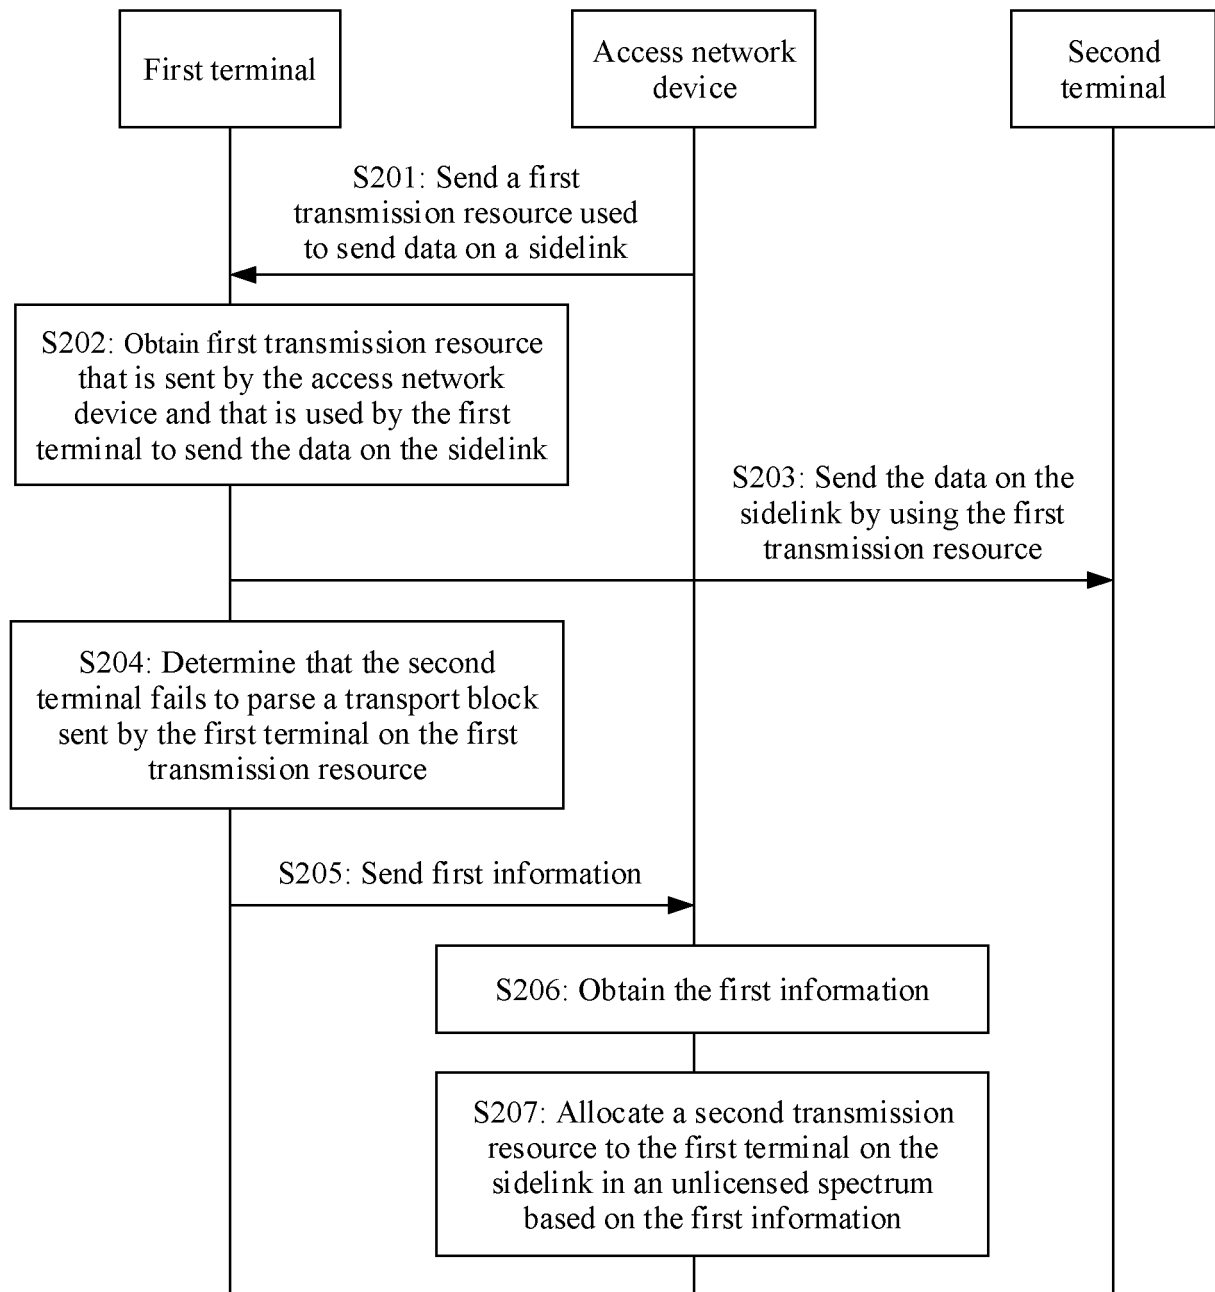 First terminal
Access network
device
Second
terminal
S201: Send a first
transmission resource used
to send data on a sidelink
S202: Obtain first transmission resource
that is sent by the access network
device and that is used by the first
terminal to send the data on the sidelink
S203: Send the data on the
sidelink by using the first
transmission resource
S204: Determine that the second
terminal fails to parse a transport block
sent by the first terminal on the first
transmission resource
S205: Send first information
S206: Obtain the first information
S207: Allocate a second transmission
resource to the first terminal on the
sidelink in an unlicensed spectrum
based on the first information